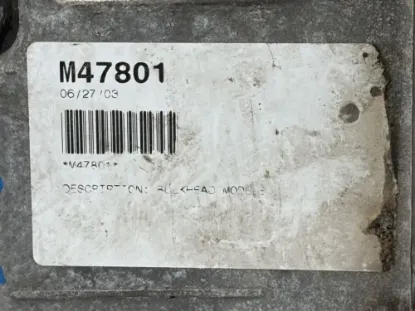 M47801
06/27/03
*M47801*
DESCRIPTION: BULKHEAD MODULE